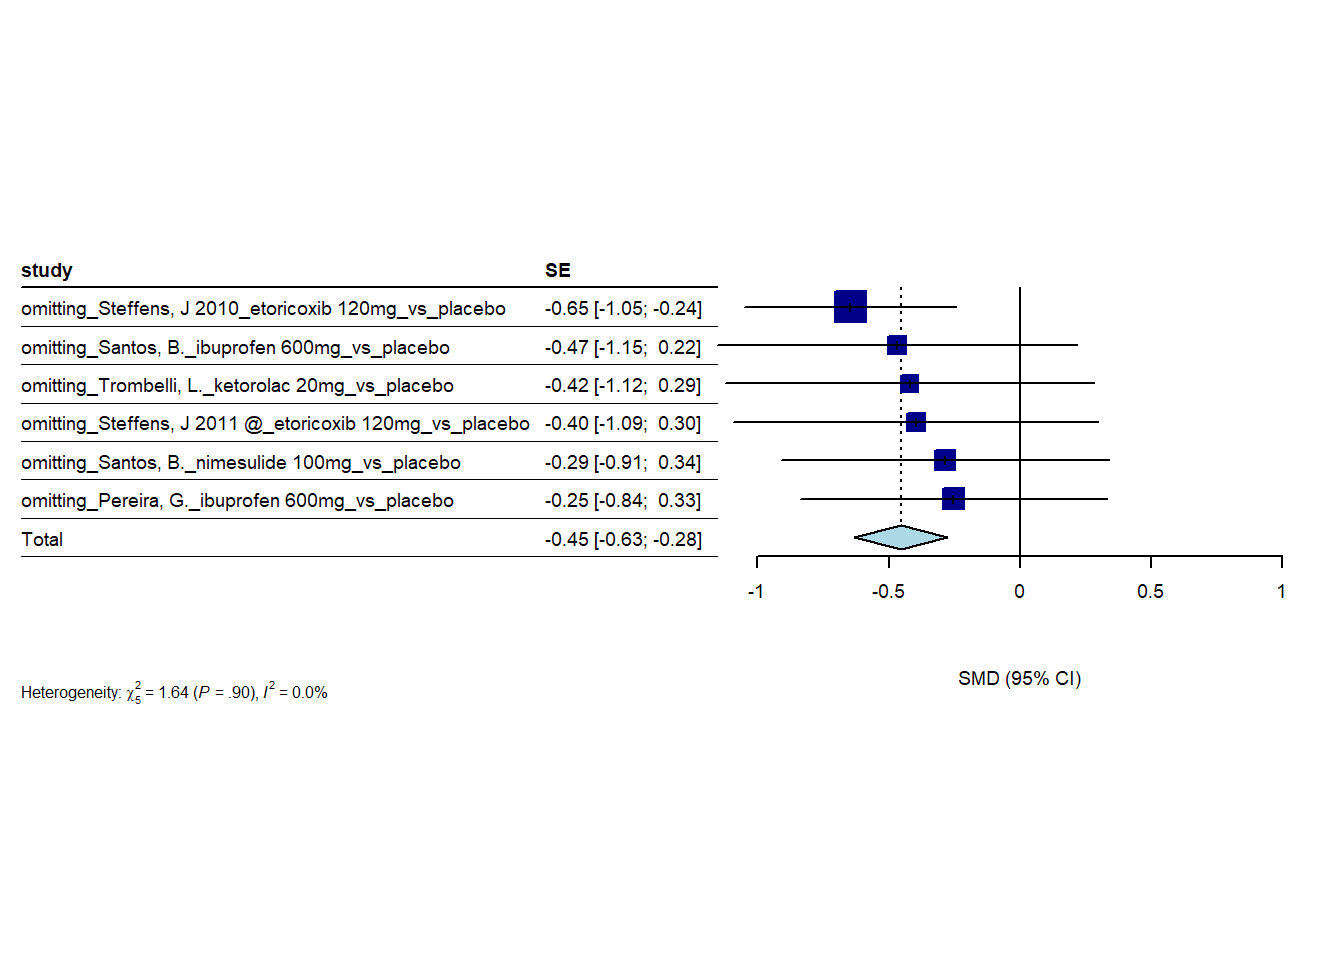 study SE
omitting_Steffens, J 2010_etoricoxib 120mg_vs_placebo -0.65 [-1.05; -0.24]
omitting_Santos, B._ibuprofen 600mg_vs_placebo -0.47 [-1.15; 0.22]
omitting_Trombelli, L._ketorolac 20mg_vs_placebo -0.42 [-1.12; 0.29]
omitting_Steffens, J 2011 @_etoricoxib 120mg_vs_placebo -0.40 [-1.09; 0.30]
omitting_Santos, B._nimesulide 100mg_vs_placebo -0.29 [-0.91; 0.34]
omitting_Pereira, G._ibuprofen 600mg_vs_placebo -0.25 [-0.84; 0.33]
Total -0.45 [-0.63; -0.28]
-1 -0.5 0 0.5 1
SMD (95% CI)
Heterogeneity: χ²₅ = 1.64 (P = .90), I² = 0.0%